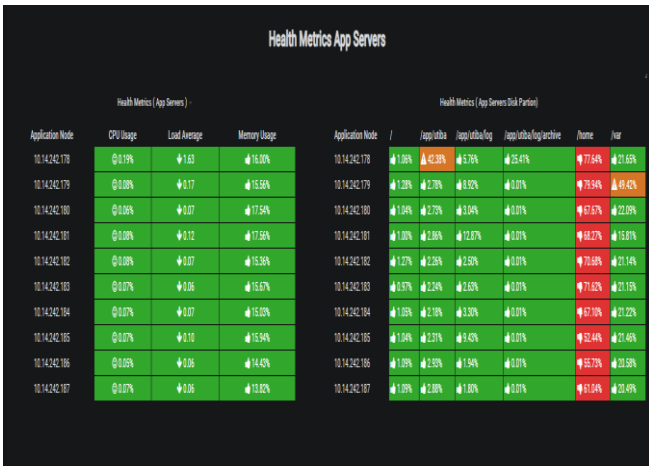 Health Metrics App Servers
Health Metrics ( App Servers )
Application Node CPU Usage Load Average Memory Usage
10.14.242.178 0.19% 1.63 16.00%
10.14.242.179 0.08% 0.17 15.56%
10.14.242.180 0.06% 0.07 17.54%
10.14.242.181 0.08% 0.12 17.56%
10.14.242.182 0.08% 0.07 15.36%
10.14.242.183 0.07% 0.06 15.67%
10.14.242.184 0.07% 0.07 15.03%
10.14.242.185 0.07% 0.10 15.94%
10.14.242.186 0.05% 0.06 14.43%
10.14.242.187 0.07% 0.06 13.82%
Health Metrics ( App Servers Disk Partion)
Application Node / /app/utiba /app/utiba/log /app/utiba/log/archive /home /var
10.14.242.178 1.06% 42.38% 5.76% 25.41% 77.64% 21.65%
10.14.242.179 1.28% 2.78% 8.92% 0.01% 79.94% 49.42%
10.14.242.180 1.04% 2.73% 3.04% 0.01% 67.67% 22.09%
10.14.242.181 1.00% 2.86% 12.87% 0.01% 68.27% 15.81%
10.14.242.182 1.27% 2.26% 2.50% 0.01% 70.68% 21.14%
10.14.242.183 0.97% 2.24% 2.63% 0.01% 71.62% 21.15%
10.14.242.184 1.05% 2.18% 3.30% 0.01% 67.10% 21.22%
10.14.242.185 1.04% 2.31% 9.43% 0.01% 52.44% 21.46%
10.14.242.186 1.09% 2.93% 1.94% 0.01% 55.73% 20.58%
10.14.242.187 1.09% 2.88% 1.80% 0.01% 61.04% 20.49%